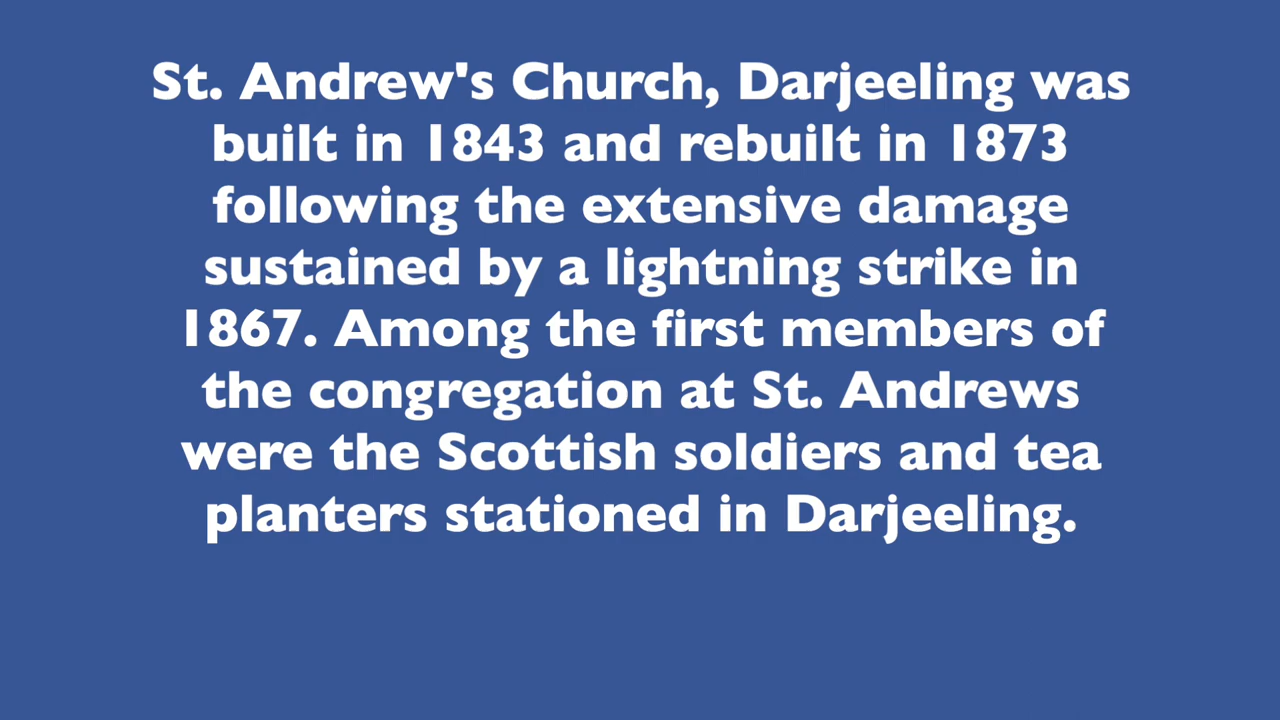 St. Andrew's Church, Darjeeling was
built in 1843 and rebuilt in 1873
following the extensive damage
sustained by a lightning strike in
1867. Among the first members of
the congregation at St. Andrews
were the Scottish soldiers and tea
planters stationed in Darjeeling.